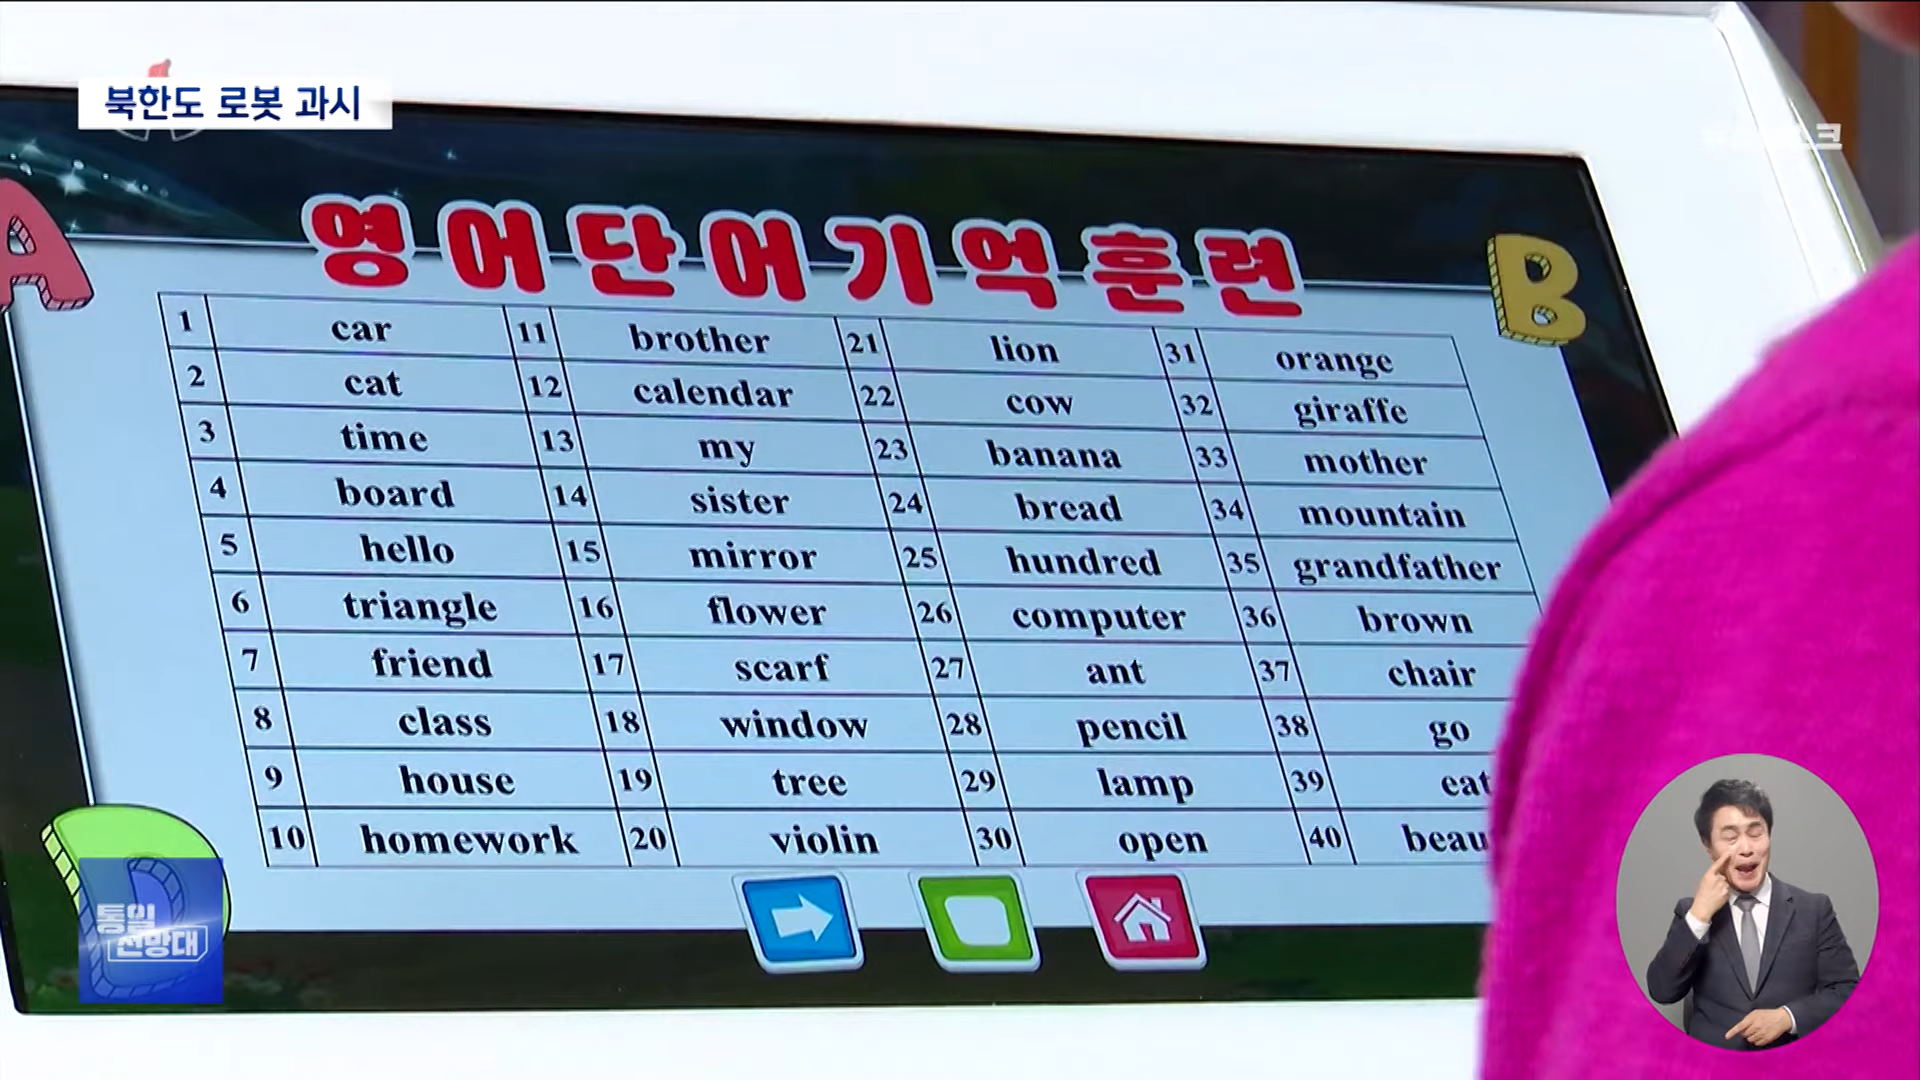 북한도 로봇 과시
A
영어단어기억훈련
B
1 car 11 brother 21 lion 31 orange
2 cat 12 calendar 22 cow 32 giraffe
3 time 13 my 23 banana 33 mother
4 board 14 sister 24 bread 34 mountain
5 hello 15 mirror 25 hundred 35 grandfather
6 triangle 16 flower 26 computer 36 brown
7 friend 17 scarf 27 ant 37 chair
8 class 18 window 28 pencil 38 go
9 house 19 tree 29 lamp 39 eat
10 homework 20 violin 30 open 40 beau
D
통일
전망대